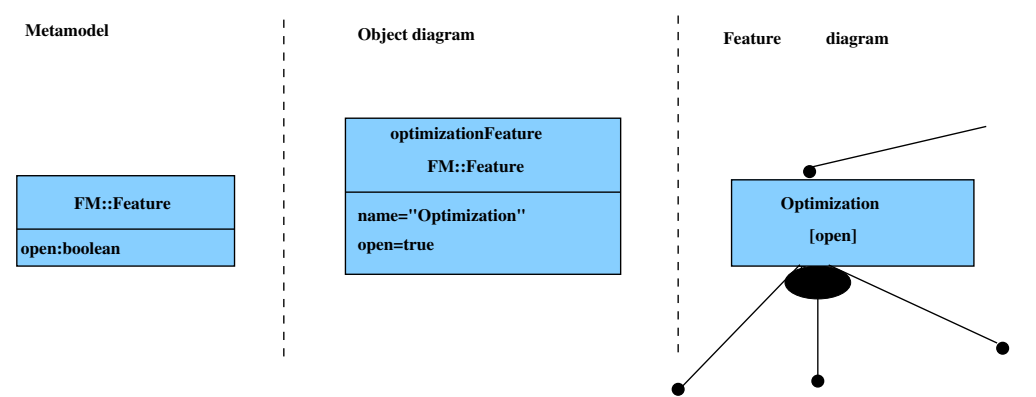 Metamodel
FM::Feature
open:boolean
Object diagram
optimizationFeature
FM::Feature
name="Optimization"
open=true
Feature diagram
Optimization
[open]